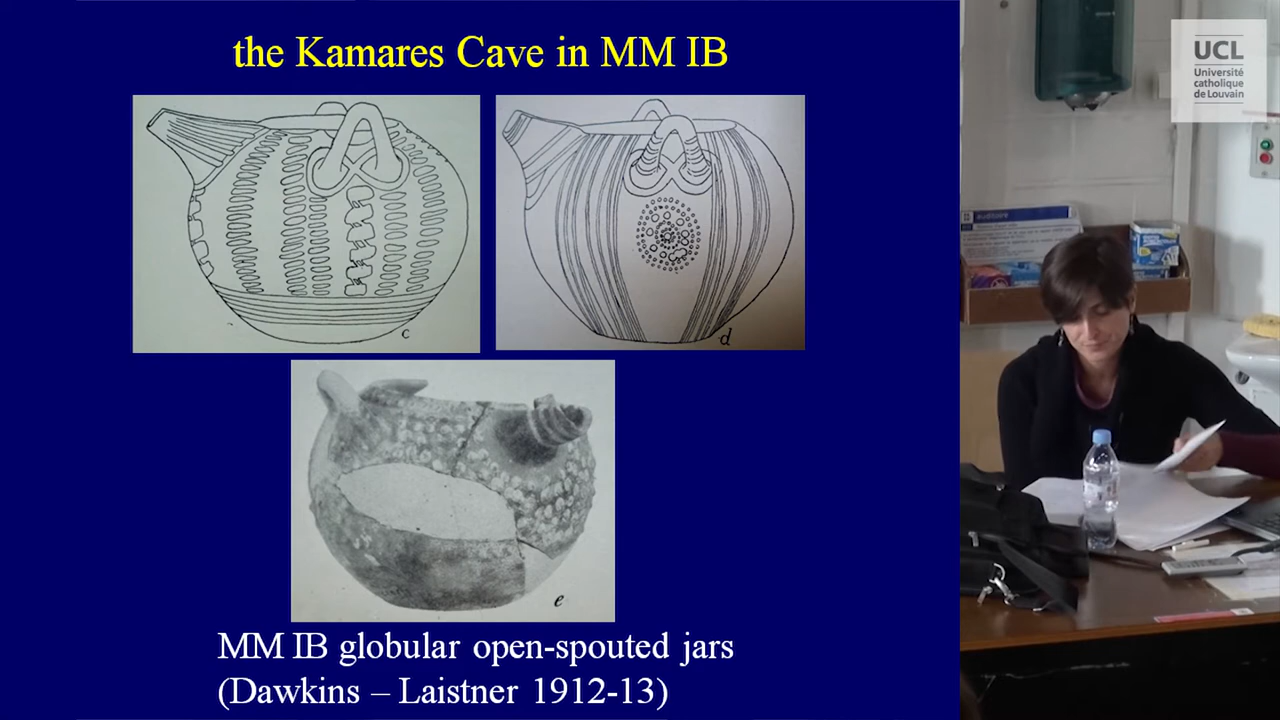 the Kamares Cave in MM IB
c
d
e
MM IB globular open-spouted jars
(Dawkins – Laistner 1912-13)
UCL
Université
catholique
de Louvain
Auditoire